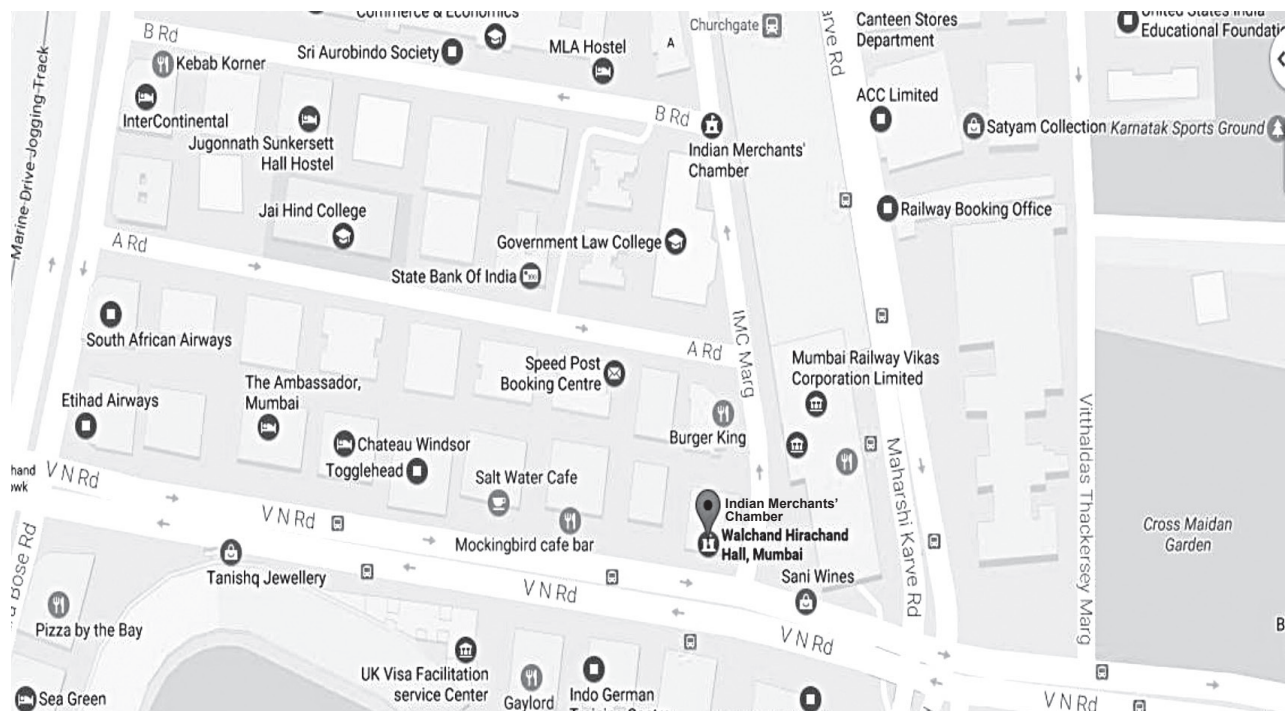 Commerce & Economics
B Rd
Sri Aurobindo Society
MLA Hostel
A
Churchgate
Karve Rd
Canteen Stores
Department
United States India
Educational
Kebab Korner
InterContinental
Jugonnath Sunkersett
Hall Hostel
B Rd
Indian Merchants'
Chamber
ACC Limited
Satyam Collection
Karnatak Sports Ground
Marine-Drive-Jogging-Track
Jai Hind College
Government Law College
Railway Booking Office
A Rd
State Bank Of India
South African Airways
Speed Post
Booking Centre
A Rd
IMC Marg
Mumbai Railway Vikas
Corporation Limited
Etihad Airways
The Ambassador,
Mumbai
Burger King
Chateau Windsor
Togglehead
Salt Water Cafe
Mockingbird cafe bar
Maharshi Karve Rd
Vitthaldas Thackersey Marg
hand
owk
V N Rd
V N Rd
Indian Merchants'
Chamber
Walchand Hirachand
Hall, Mumbai
Cross Maidan
Garden
Tanishq Jewellery
V N Rd
Sani Wines
V N Rd
Bose Rd
Pizza by the Bay
UK Visa Facilitation
service Center
Gaylord
Indo German
Sea Green
V N Rd
B